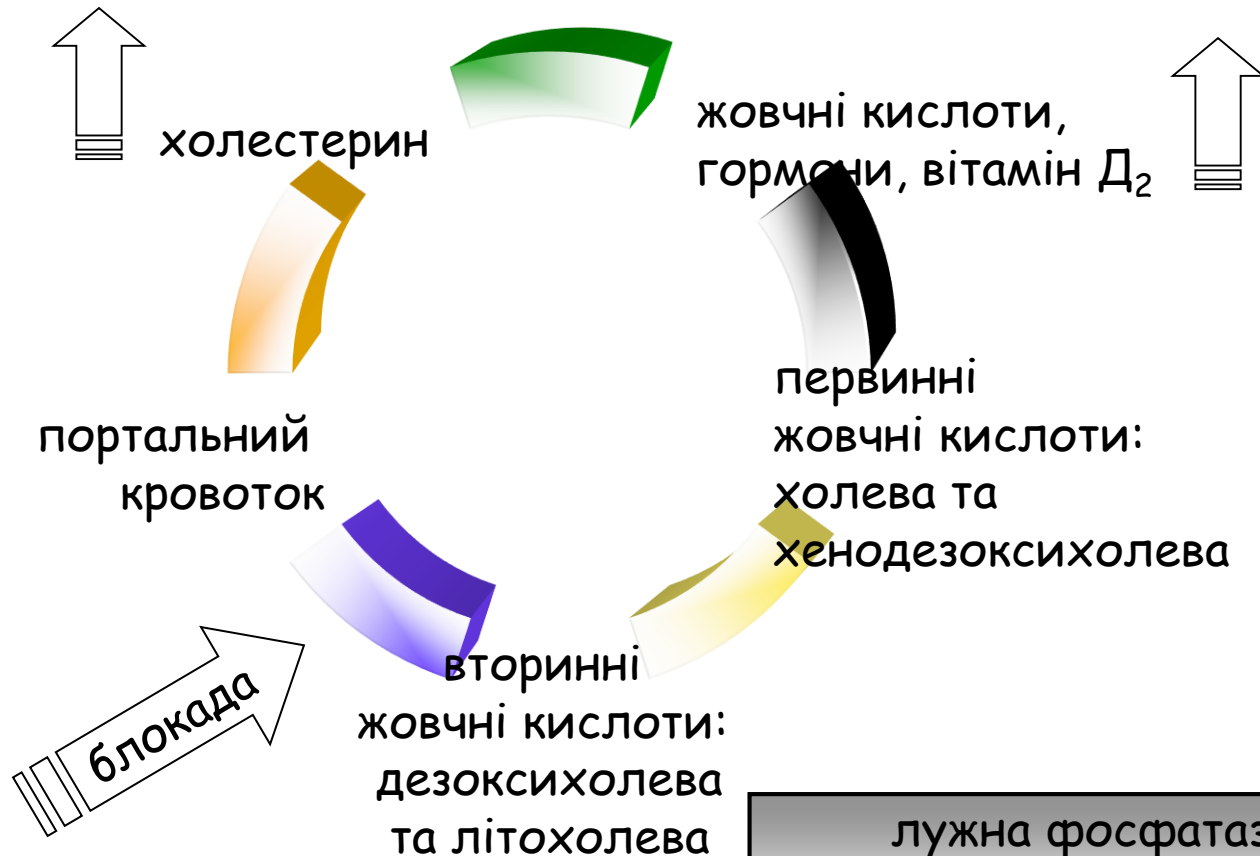 холестерин
жовчні кислоти,
гормони, вітамін Д₂
первинні
жовчні кислоти:
холева та
хенодезоксихолева
портальний
кровоток
вторинні
жовчні кислоти:
дезоксихолева
та літохолева
блокада
лужна